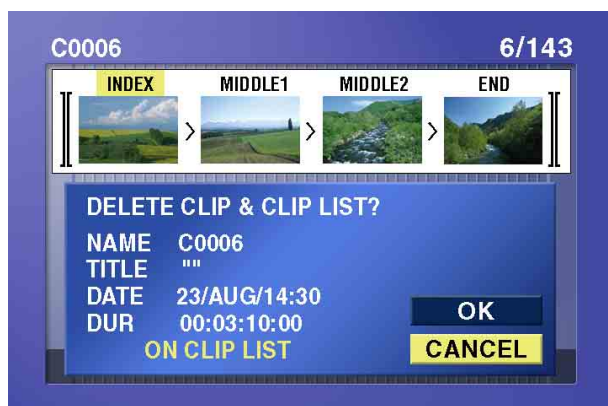 C0006 6/143
INDEX MIDDLE1 MIDDLE2 END
DELETE CLIP & CLIP LIST?
NAME C0006
TITLE ""
DATE 23/AUG/14:30
DUR 00:03:10:00
ON CLIP LIST
OK
CANCEL